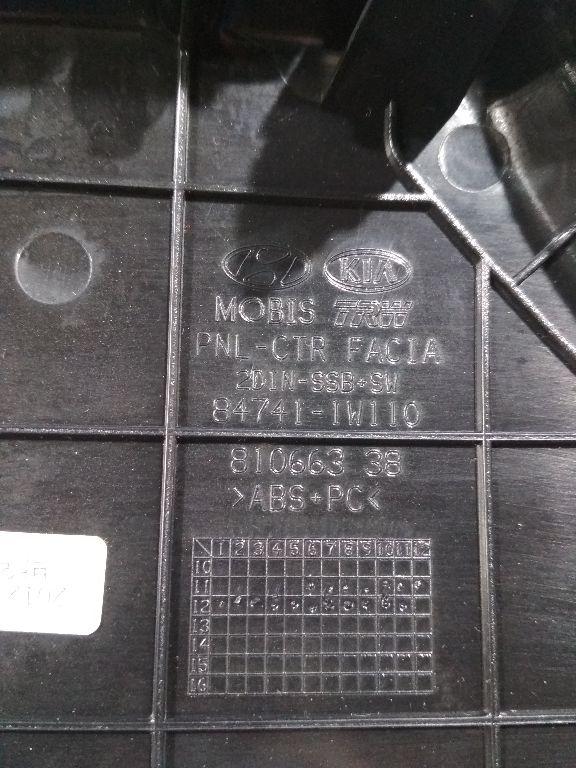 KIA
MOBIS TRW
PNL-CTR FACIA
2DIN-SSB+SW
84741-1W110
810663 38
>ABS+PC<
1 2 3 4 5 6 7 8 9 10 11 12
10
11
12
13
14
15
16